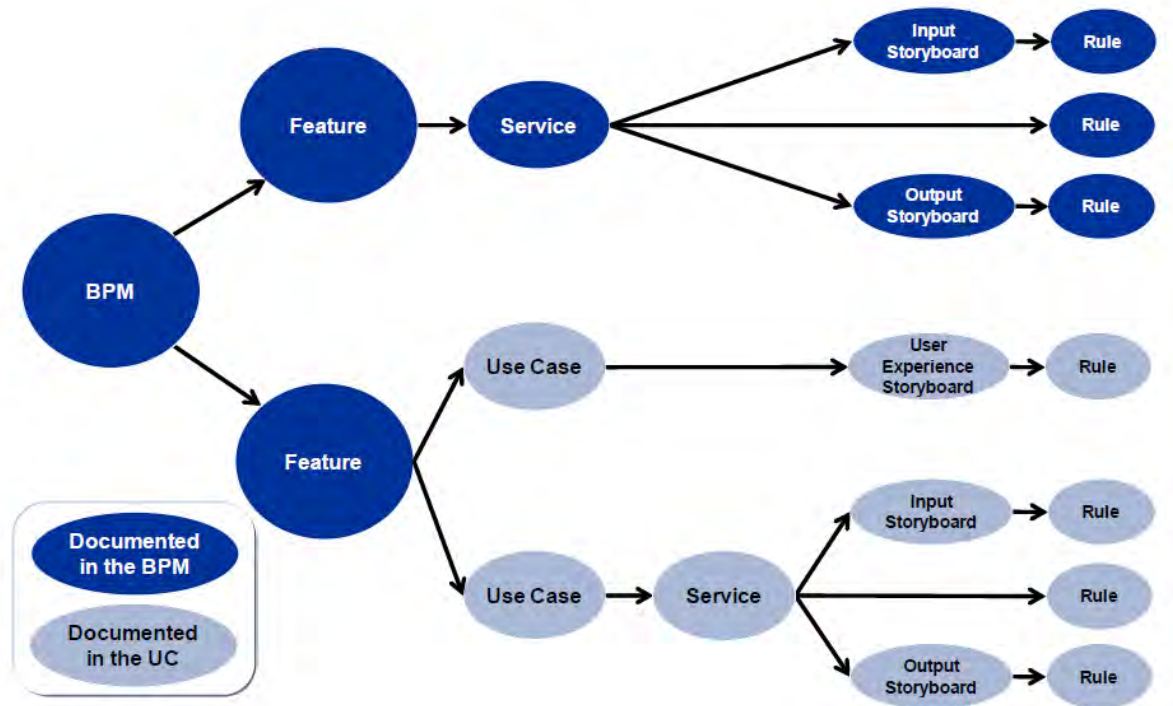 Input
Storyboard
Rule
Feature
Service
Rule
Output
Storyboard
Rule
BPM
Use Case
User
Experience
Storyboard
Rule
Feature
Input
Storyboard
Rule
Documented
in the BPM
Use Case
Service
Rule
Documented
in the UC
Output
Storyboard
Rule